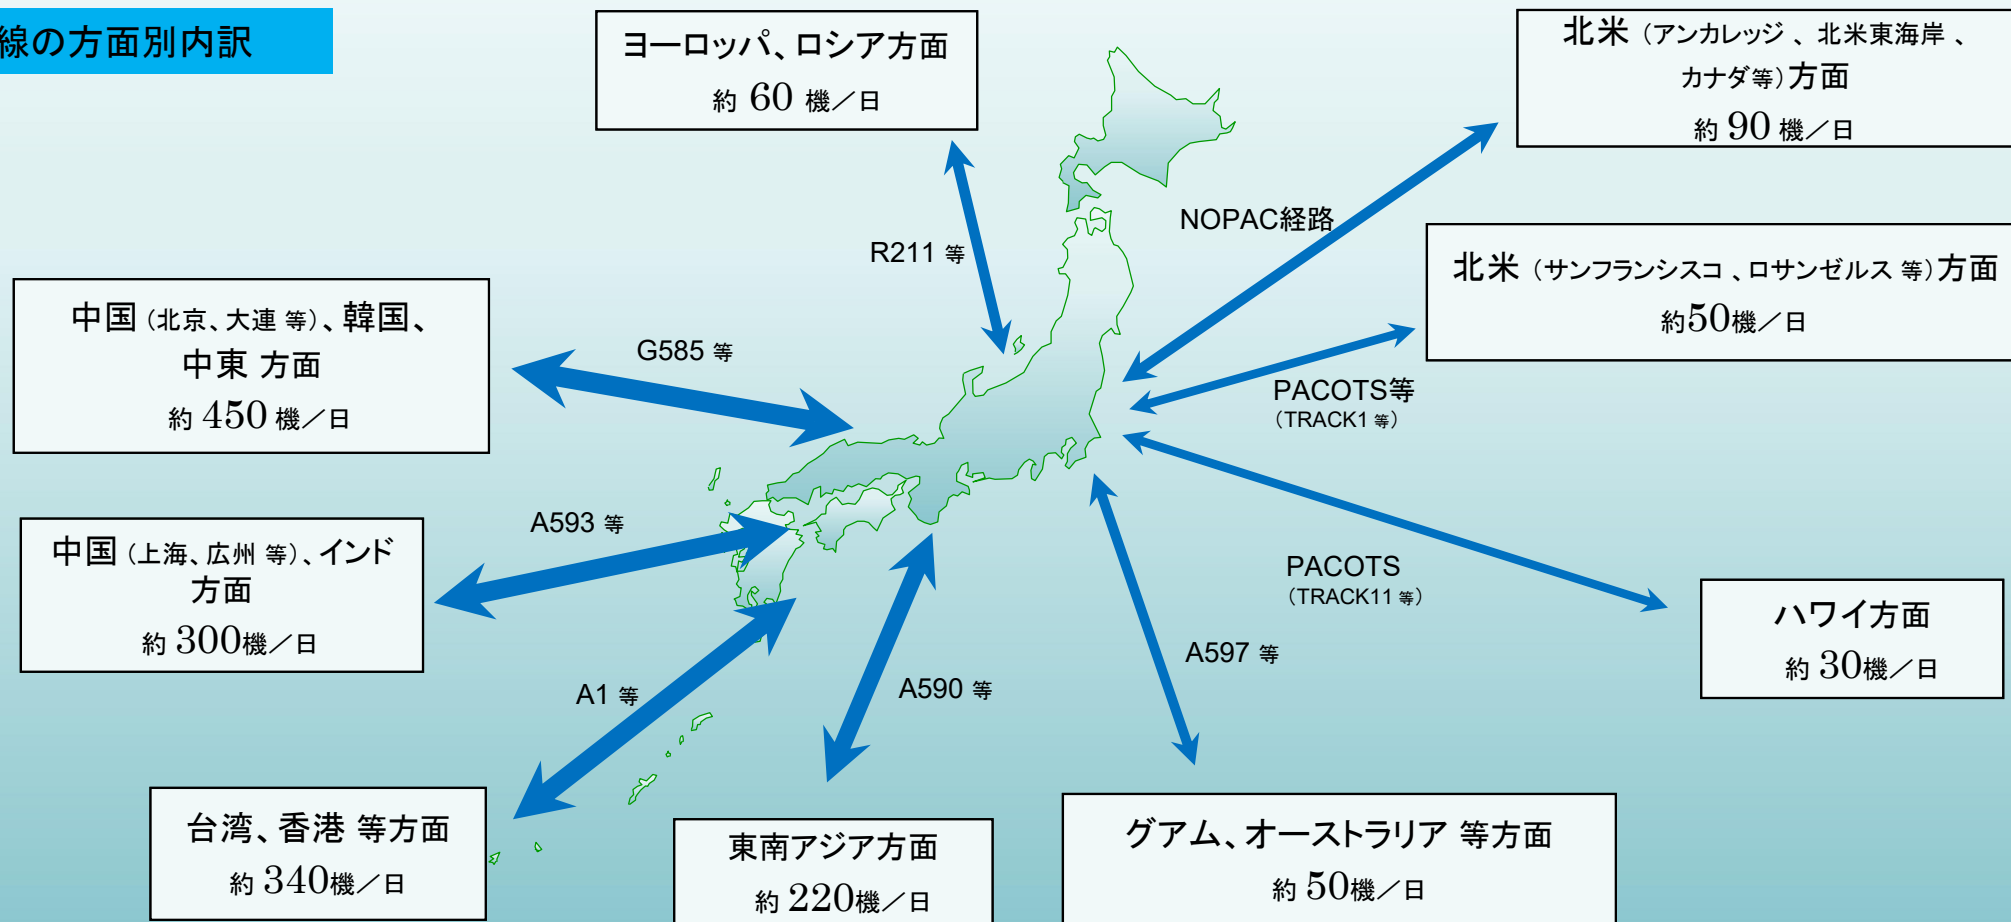 線の方面別内訳
ヨーロッパ、ロシア方面
約 60 機／日
北米（アンカレッジ、北米東海岸、
カナダ等）方面
約 90 機／日
NOPAC経路
R211 等
北米（サンフランシスコ、ロサンゼルス 等）方面
約50機／日
中国（北京、大連 等）、韓国、
中東 方面
約 450 機／日
G585 等
PACOTS等
（TRACK1 等）
中国（上海、広州 等）、インド
方面
約 300機／日
A593 等
PACOTS
（TRACK11 等）
ハワイ方面
約 30機／日
A597 等
A590 等
A1 等
台湾、香港 等方面
約 340機／日
東南アジア方面
約 220機／日
グアム、オーストラリア 等方面
約 50機／日